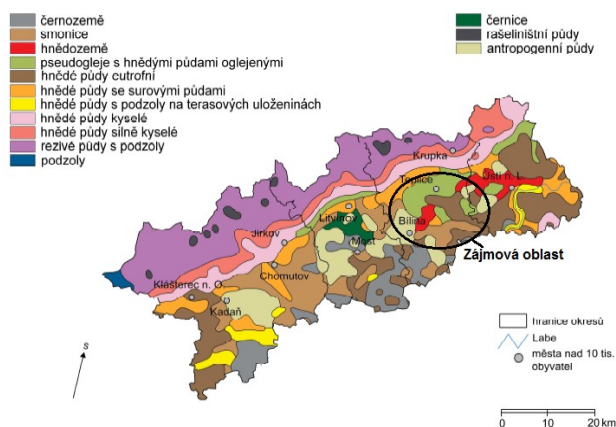 černozemě
smonice
hnědozemě
pseudogleje s hnědými půdami oglejenými
hnědé půdy eutrofní
hnědé půdy se surovými půdami
hnědé půdy s podzoly na terasových uloženinách
hnědé půdy kyselé
hnědé půdy silně kyselé
rezivé půdy s podzoly
podzoly
černice
rašeliništní půdy
antropogenní půdy
Krupka
Teplice
Ústí n. L.
Litvínov
Bílina
Jirkov
Most
Zájmová oblast
Klášterec n. O.
Chomutov
Kadaň
hranice okresů
Labe
města nad 10 tis.
obyvatel
S
0 10 20 km